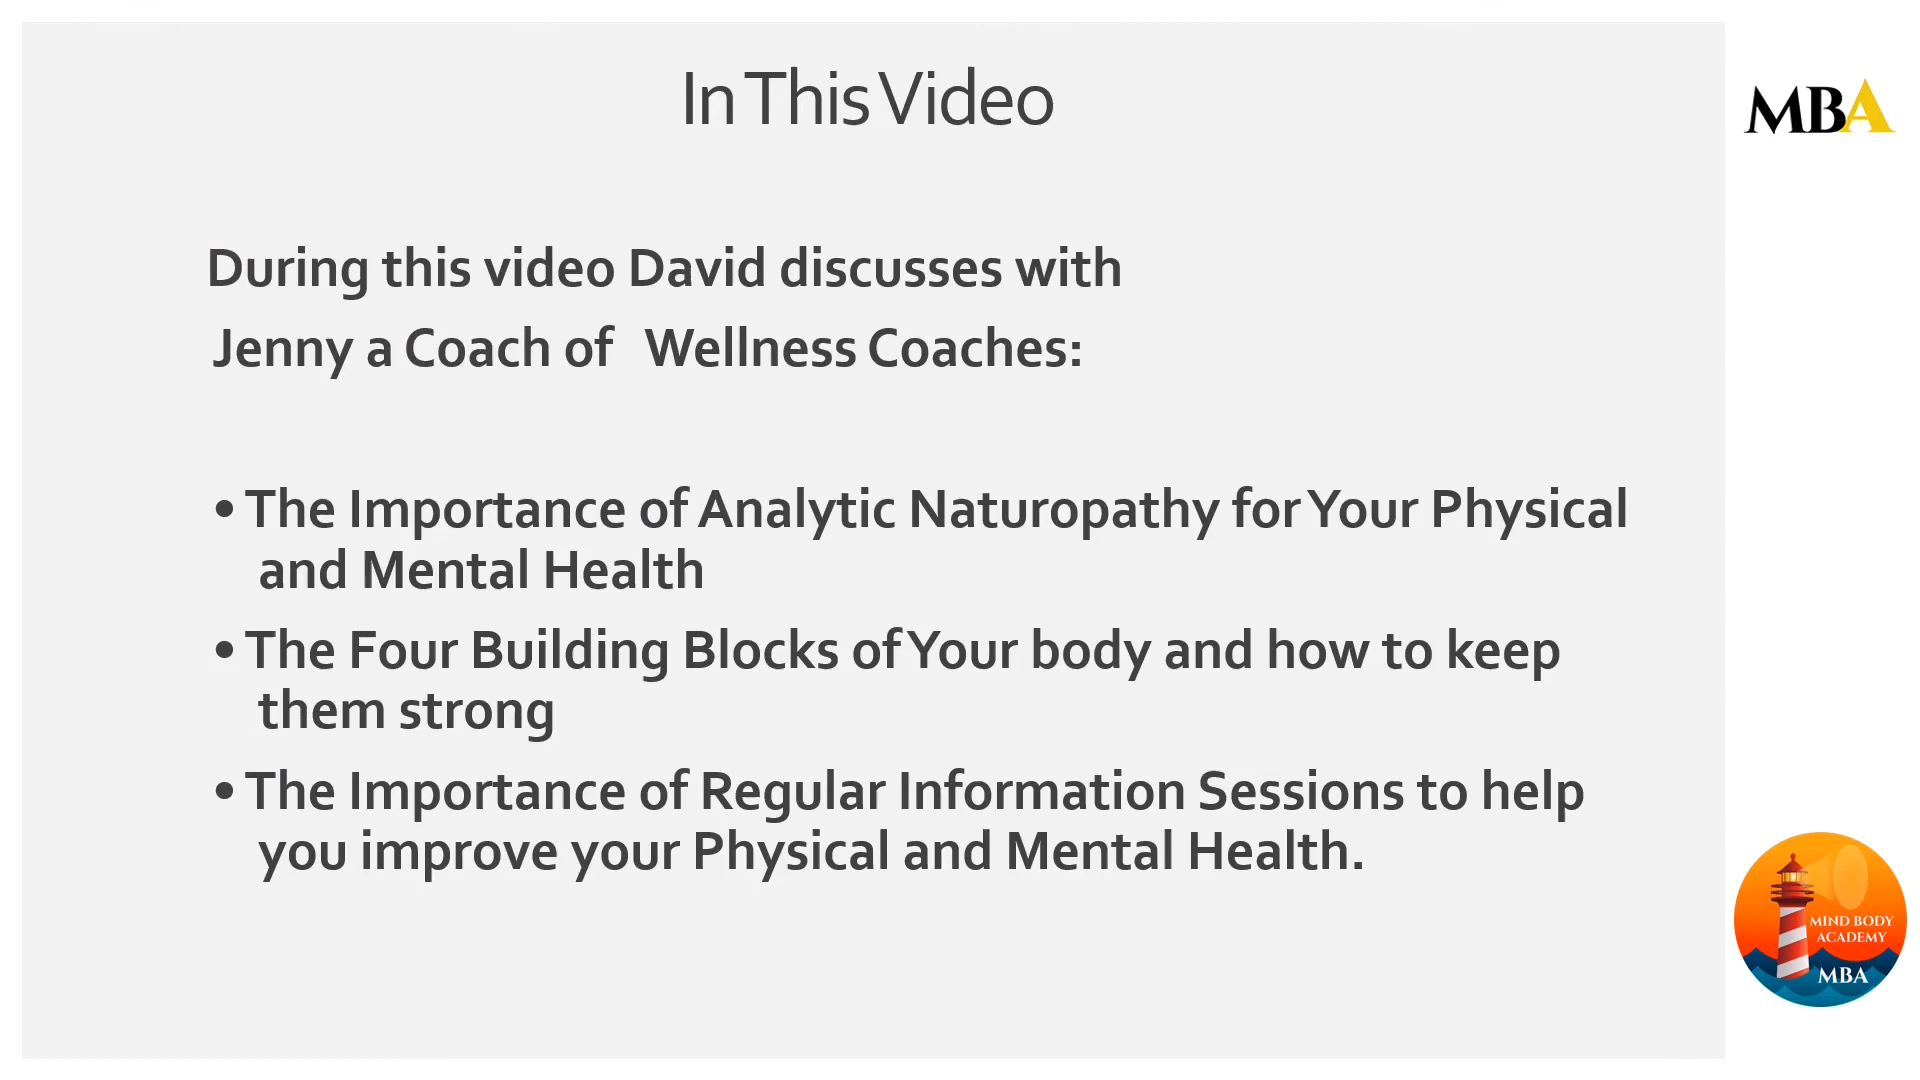 In This Video
MBA
During this video David discusses with
Jenny a Coach of Wellness Coaches:
• The Importance of Analytic Naturopathy for Your Physical
and Mental Health
• The Four Building Blocks of Your body and how to keep
them strong
• The Importance of Regular Information Sessions to help
you improve your Physical and Mental Health.
MIND BODY
ACADEMY
MBA